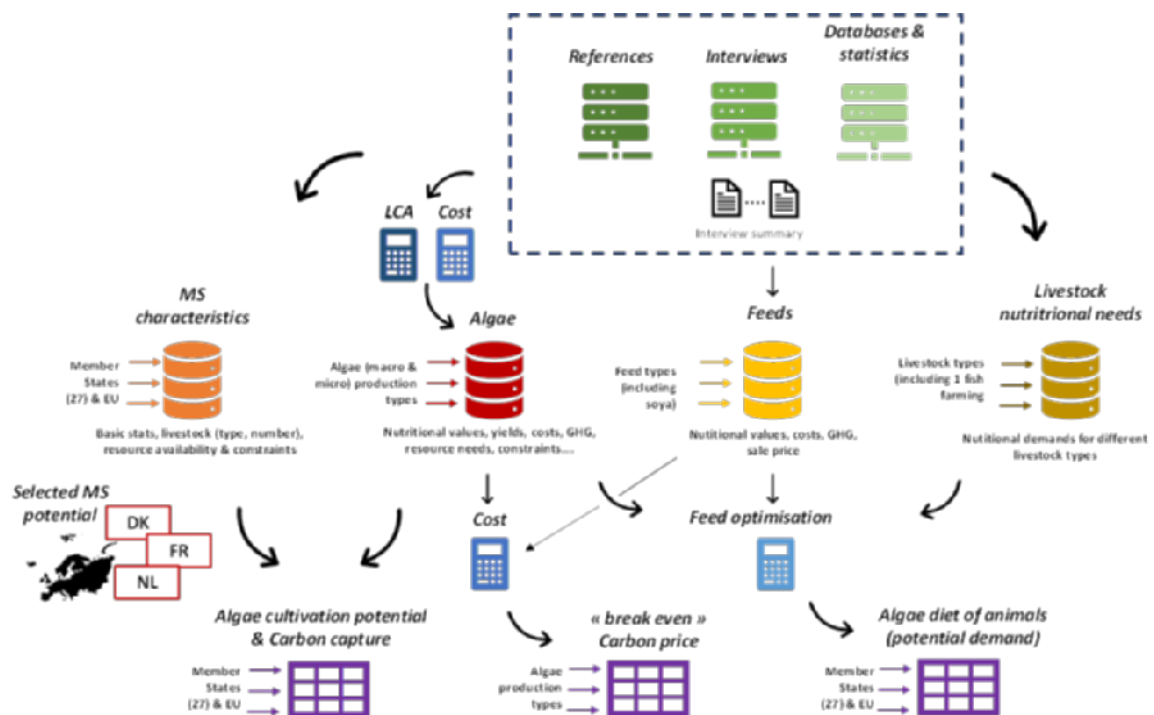 References
Interviews
Databases &
statistics
Interview summary
LCA
Cost
MS
characteristics
Member
States
(27) & EU
Basic stats, livestock (type, number),
resource availability & constraints
Algae
Algae (macro &
micro) production
types
Nutritional values, yields, costs, GHG,
resource needs, constraints....
Feeds
Feed types
(including
soya)
Nutitional values, costs, GHG,
sale price
Livestock
nutritrional needs
Livestock types
(including 1 fish
farming
Nutitional demands for different
livestock types
Selected MS
potential
DK
FR
NL
Cost
Feed optimisation
Algae cultivation potential
& Carbon capture
Member
States
(27) & EU
« break even »
Carbon price
Algae
production
types
Algae diet of animals
(potential demand)
Member
States
(27) & EU